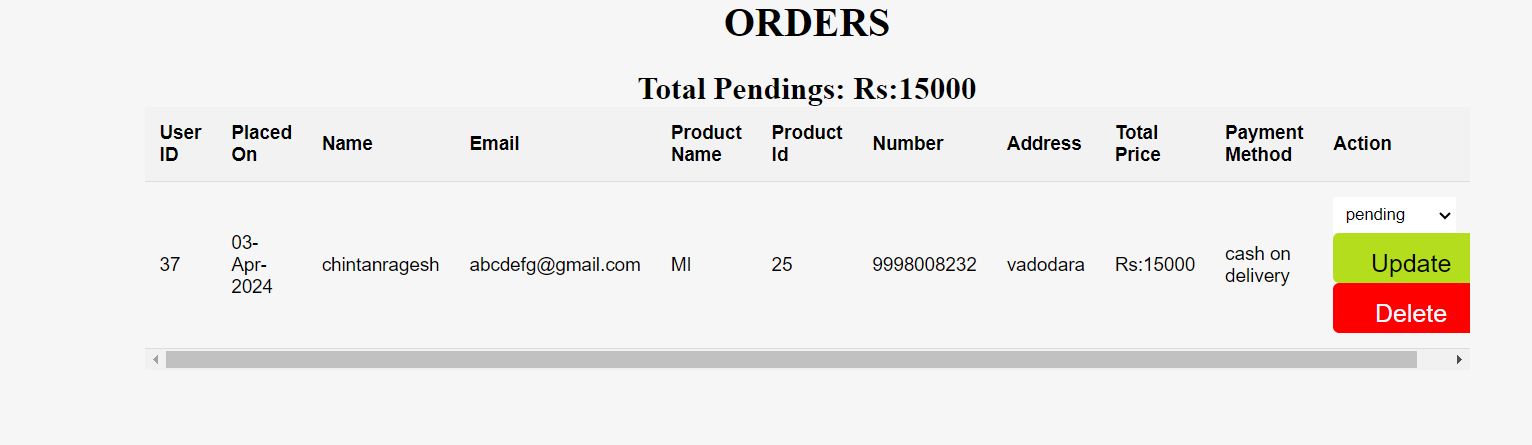 ORDERS
Total Pendings: Rs:15000
User ID Placed On Name Email Product Name Product Id Number Address Total Price Payment Method Action
37 03-Apr-2024 chintanragesh abcdefg@gmail.com MI 25 9998008232 vadodara Rs:15000 cash on delivery pending
Update
Delete